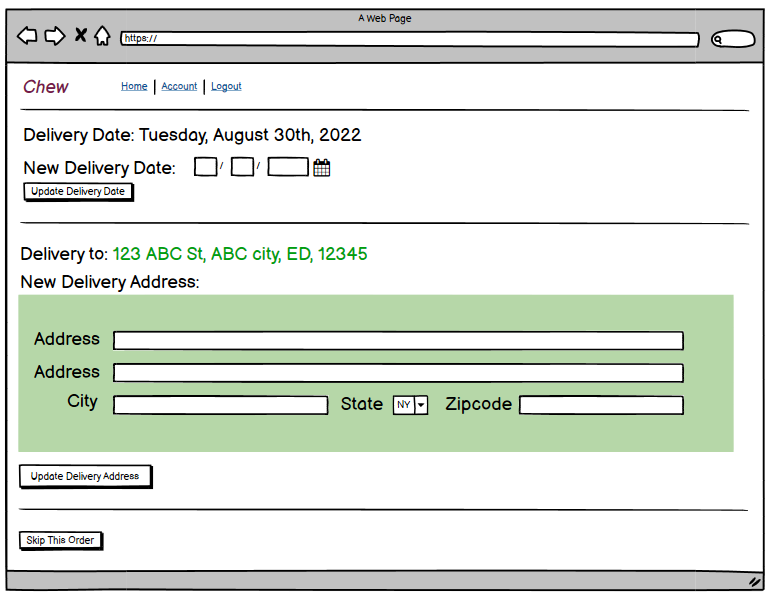 A Web Page
https://
Chew Home Account Logout
Delivery Date: Tuesday, August 30th, 2022
New Delivery Date: / /
Update Delivery Date
Delivery to: 123 ABC St, ABC city, ED, 12345
New Delivery Address:
Address
Address
City State NY Zipcode
Update Delivery Address
Skip This Order